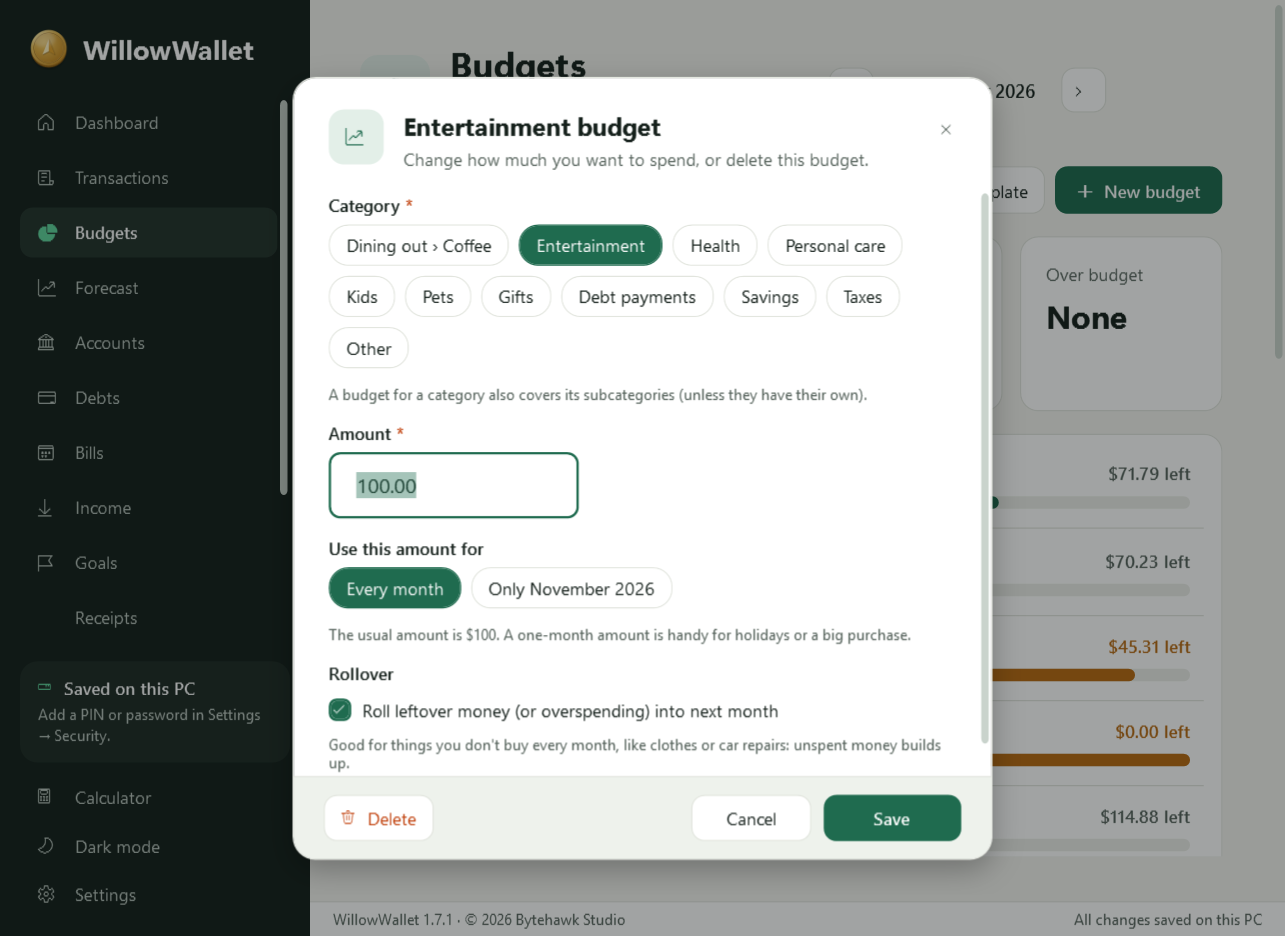 WillowWallet
Dashboard
Transactions
Budgets
Forecast
Accounts
Debts
Bills
Income
Goals
Receipts
Saved on this PC
Add a PIN or password in Settings
→ Security.
Calculator
Dark mode
Settings
Budgets
2026
plate
+ New budget
Over budget
None
$71.79 left
$70.23 left
$45.31 left
$0.00 left
$114.88 left
Entertainment budget
Change how much you want to spend, or delete this budget.
Category *
Dining out › Coffee Entertainment Health Personal care
Kids Pets Gifts Debt payments Savings Taxes
Other
A budget for a category also covers its subcategories (unless they have their own).
Amount *
100.00
Use this amount for
Every month Only November 2026
The usual amount is $100. A one-month amount is handy for holidays or a big purchase.
Rollover
Roll leftover money (or overspending) into next month
Good for things you don't buy every month, like clothes or car repairs: unspent money builds
up.
Delete Cancel Save
WillowWallet 1.7.1 · © 2026 Bytehawk Studio
All changes saved on this PC